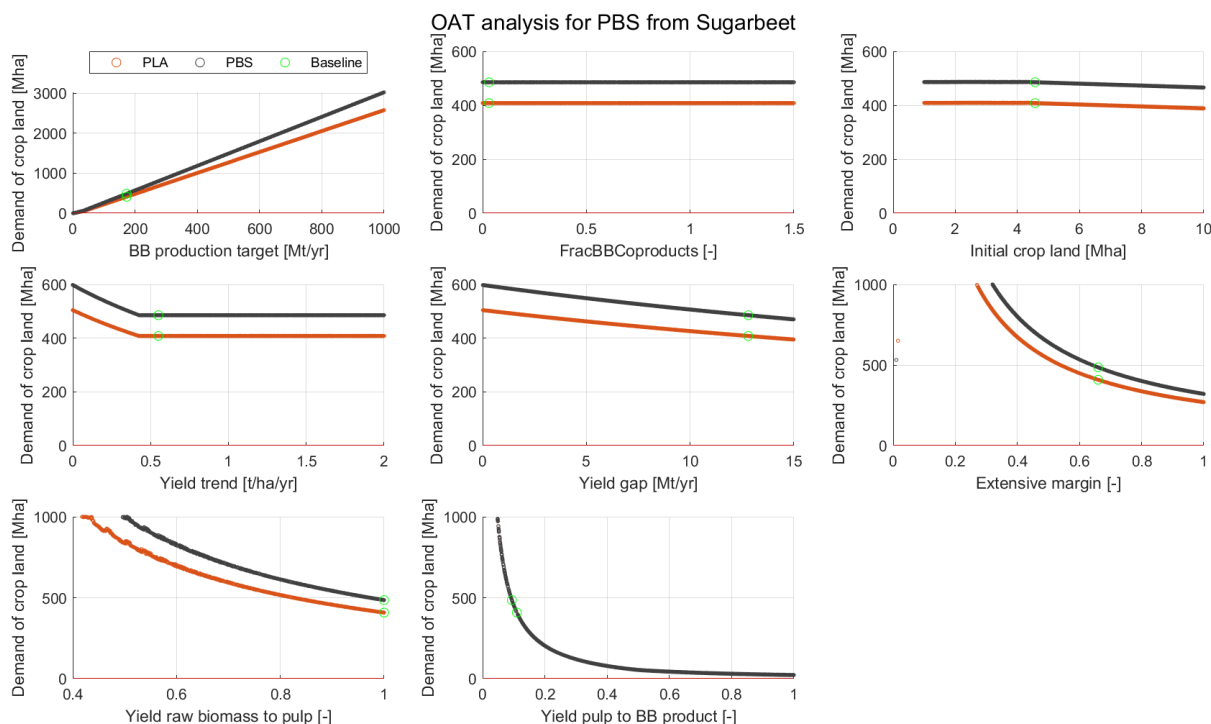 OAT analysis for PBS from Sugarbeet
PLA PBS Baseline
Demand of crop land [Mha]
3000
2000
1000
0
0 200 400 600 800 1000
BB production target [Mt/yr]
Demand of crop land [Mha]
600
400
200
0
0 0.5 1 1.5
FracBBCoproducts [-]
Demand of crop land [Mha]
600
400
200
0
0 2 4 6 8 10
Initial crop land [Mha]
Demand of crop land [Mha]
600
400
200
0
0 0.5 1 1.5 2
Yield trend [t/ha/yr]
Demand of crop land [Mha]
600
400
200
0
0 5 10 15
Yield gap [Mt/yr]
Demand of crop land [Mha]
1000
500
0
0 0.2 0.4 0.6 0.8 1
Extensive margin [-]
Demand of crop land [Mha]
1000
500
0
0.4 0.6 0.8 1
Yield raw biomass to pulp [-]
Demand of crop land [Mha]
1000
500
0
0 0.2 0.4 0.6 0.8 1
Yield pulp to BB product [-]